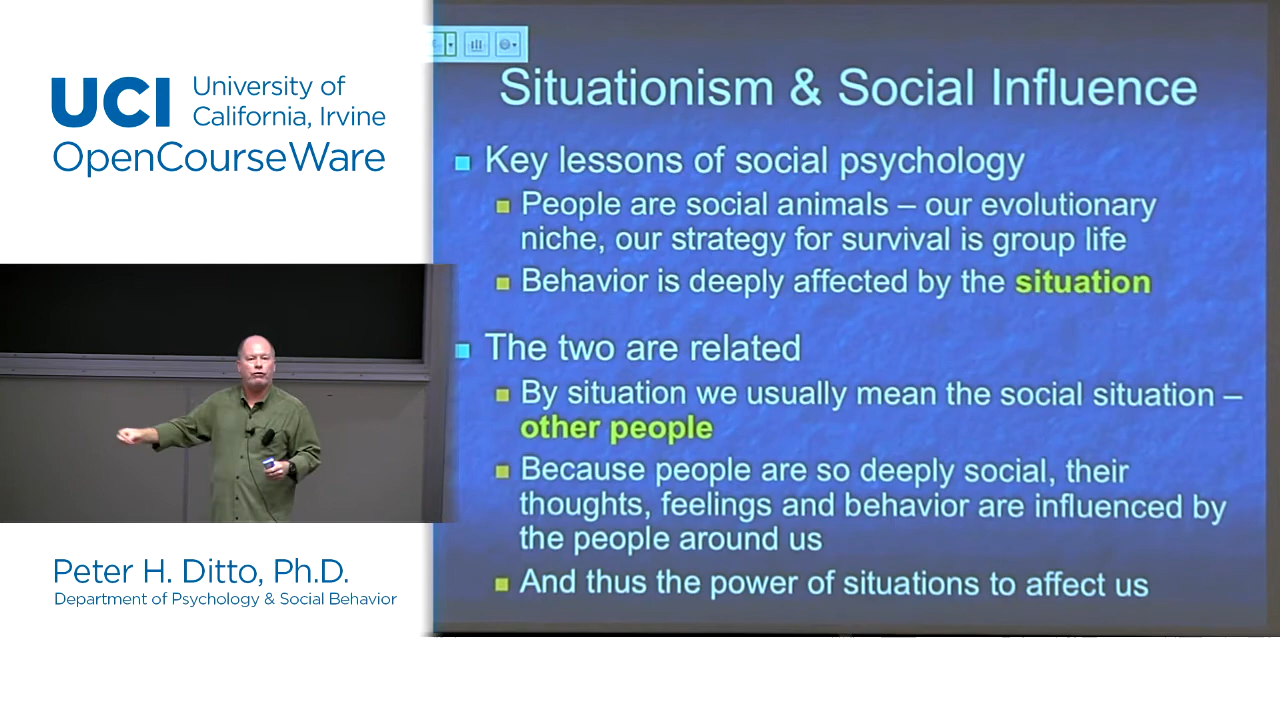 UCI University of
California, Irvine
OpenCourseWare
Situationism & Social Influence
Key lessons of social psychology
People are social animals – our evolutionary
niche, our strategy for survival is group life
Behavior is deeply affected by the situation
The two are related
By situation we usually mean the social situation –
other people
Because people are so deeply social, their
thoughts, feelings and behavior are influenced by
the people around us
And thus the power of situations to affect us
Peter H. Ditto, Ph.D.
Department of Psychology & Social Behavior